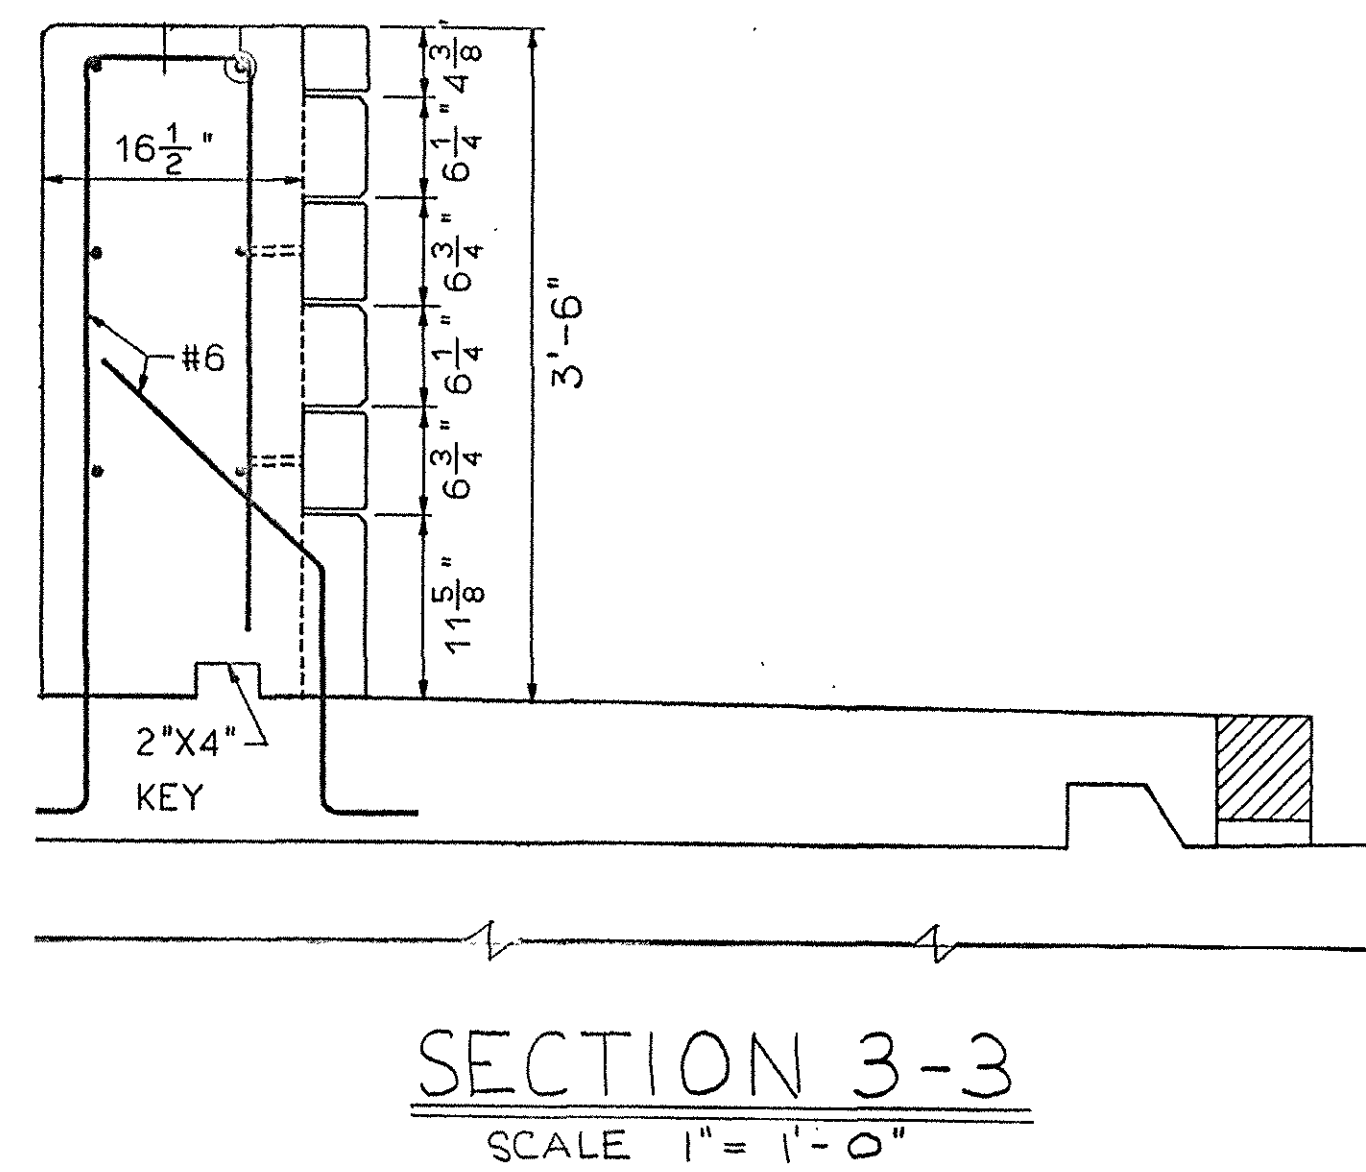 16 1/2"
4 3/8"
6 1/4"
6 3/4"
6 1/4"
6 3/4"
11 5/8"
3'-6"
#6
2"X4"
KEY
SECTION 3-3
SCALE 1"= 1'-0"